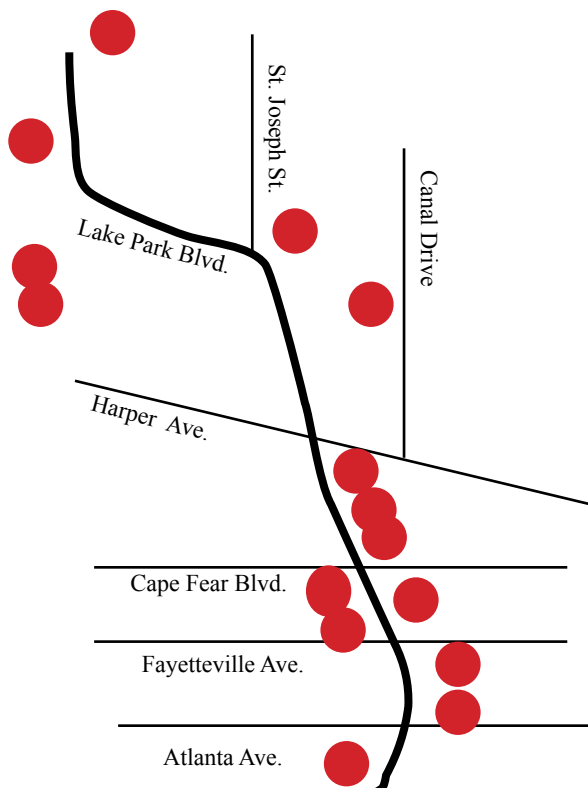 St. Joseph St.
Canal Drive
Lake Park Blvd.
Harper Ave.
Cape Fear Blvd.
Fayetteville Ave.
Atlanta Ave.